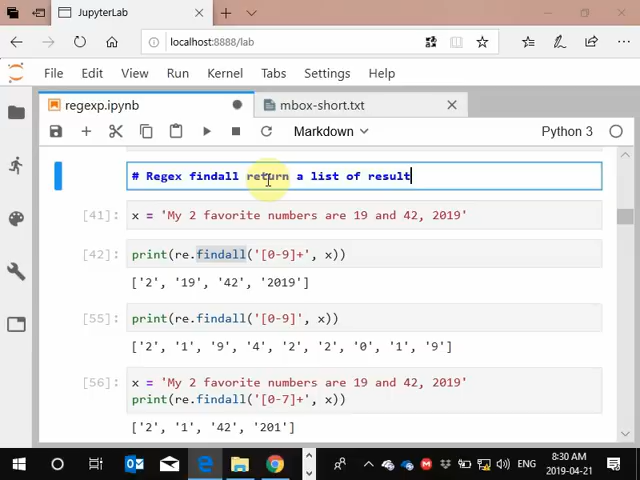 JupyterLab
localhost:8888/lab
File Edit View Run Kernel Tabs Settings Help
regexp.ipynb
mbox-short.txt
Markdown
Python 3
# Regex findall return a list of result
[41]: x = 'My 2 favorite numbers are 19 and 42, 2019'
[42]: print(re.findall('[0-9]+', x))
['2', '19', '42', '2019']
[55]: print(re.findall('[0-9]', x))
['2', '1', '9', '4', '2', '2', '0', '1', '9']
[56]: x = 'My 2 favorite numbers are 19 and 42, 2019'
print(re.findall('[0-7]+', x))
['2', '1', '42', '201']
8:30 AM
2019-04-21